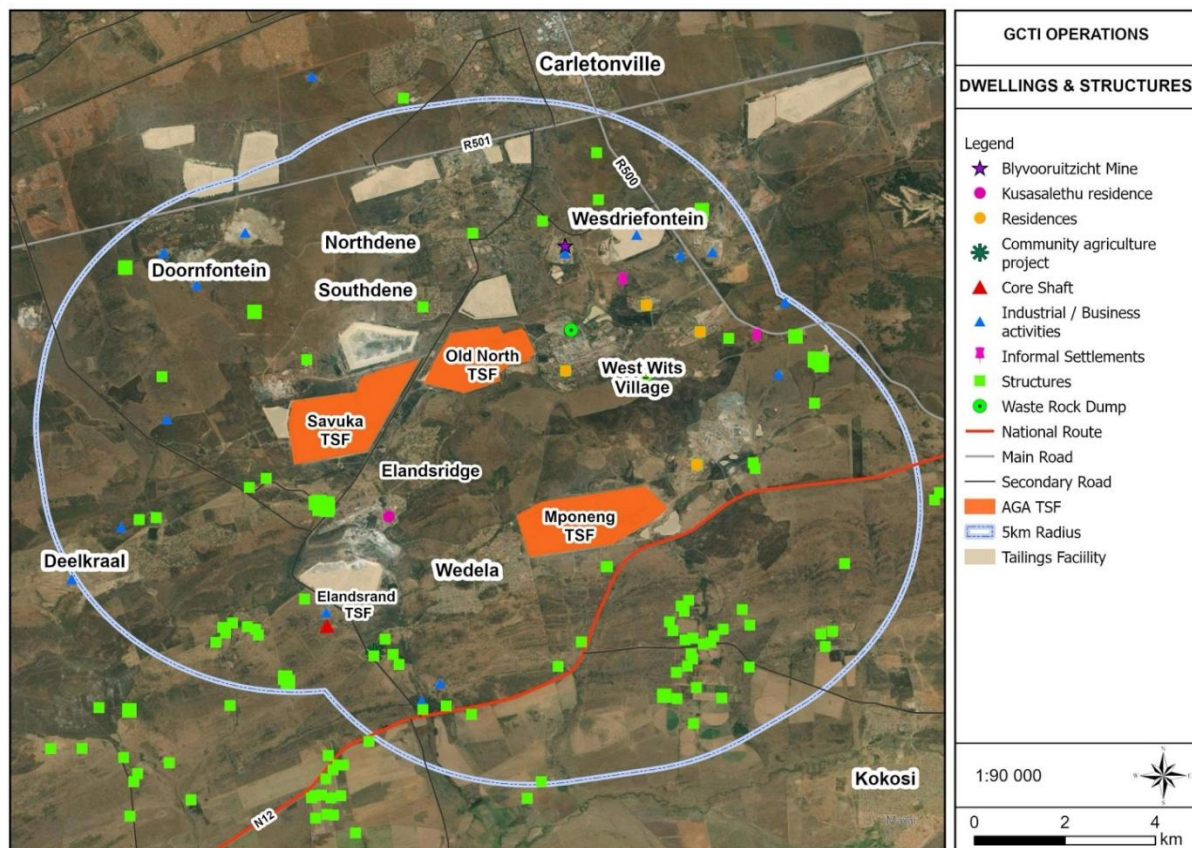 Carletonville
R501
R500
Wesdriefontein
Northdene
Doornfontein
Southdene
Old North
TSF
West Wits
Village
Savuka
TSF
Elandsridge
Mponeng
TSF
Deelkraal
Wedela
Elandsrand
TSF
Kokosi
N12
GCTI OPERATIONS
DWELLINGS & STRUCTURES
Legend
Blyvooruitzicht Mine
Kusasalethu residence
Residences
Community agriculture
project
Core Shaft
Industrial / Business
activities
Informal Settlements
Structures
Waste Rock Dump
National Route
Main Road
Secondary Road
AGA TSF
5km Radius
Tailings Faciility
1:90 000
0 2 4
km